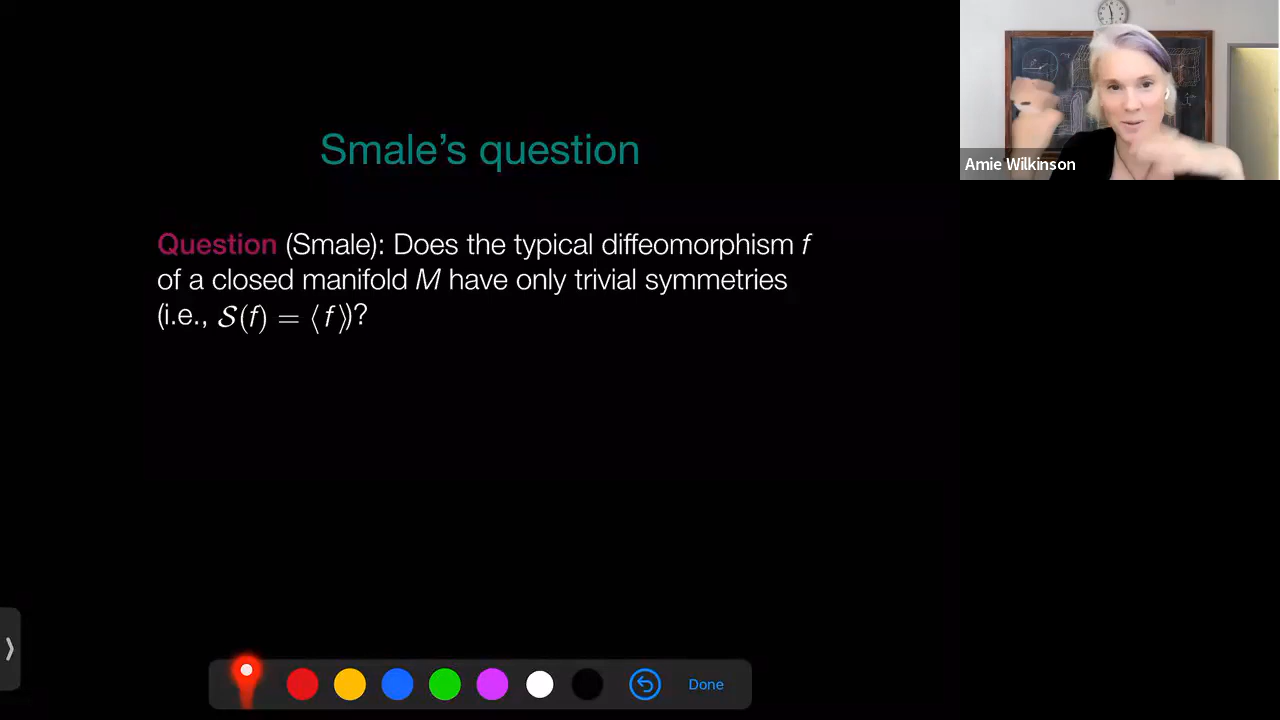 Smale's question
Question (Smale): Does the typical diffeomorphism f
of a closed manifold M have only trivial symmetries
(i.e., 𝒮(f) = ⟨f⟩)?
Amie Wilkinson
Done